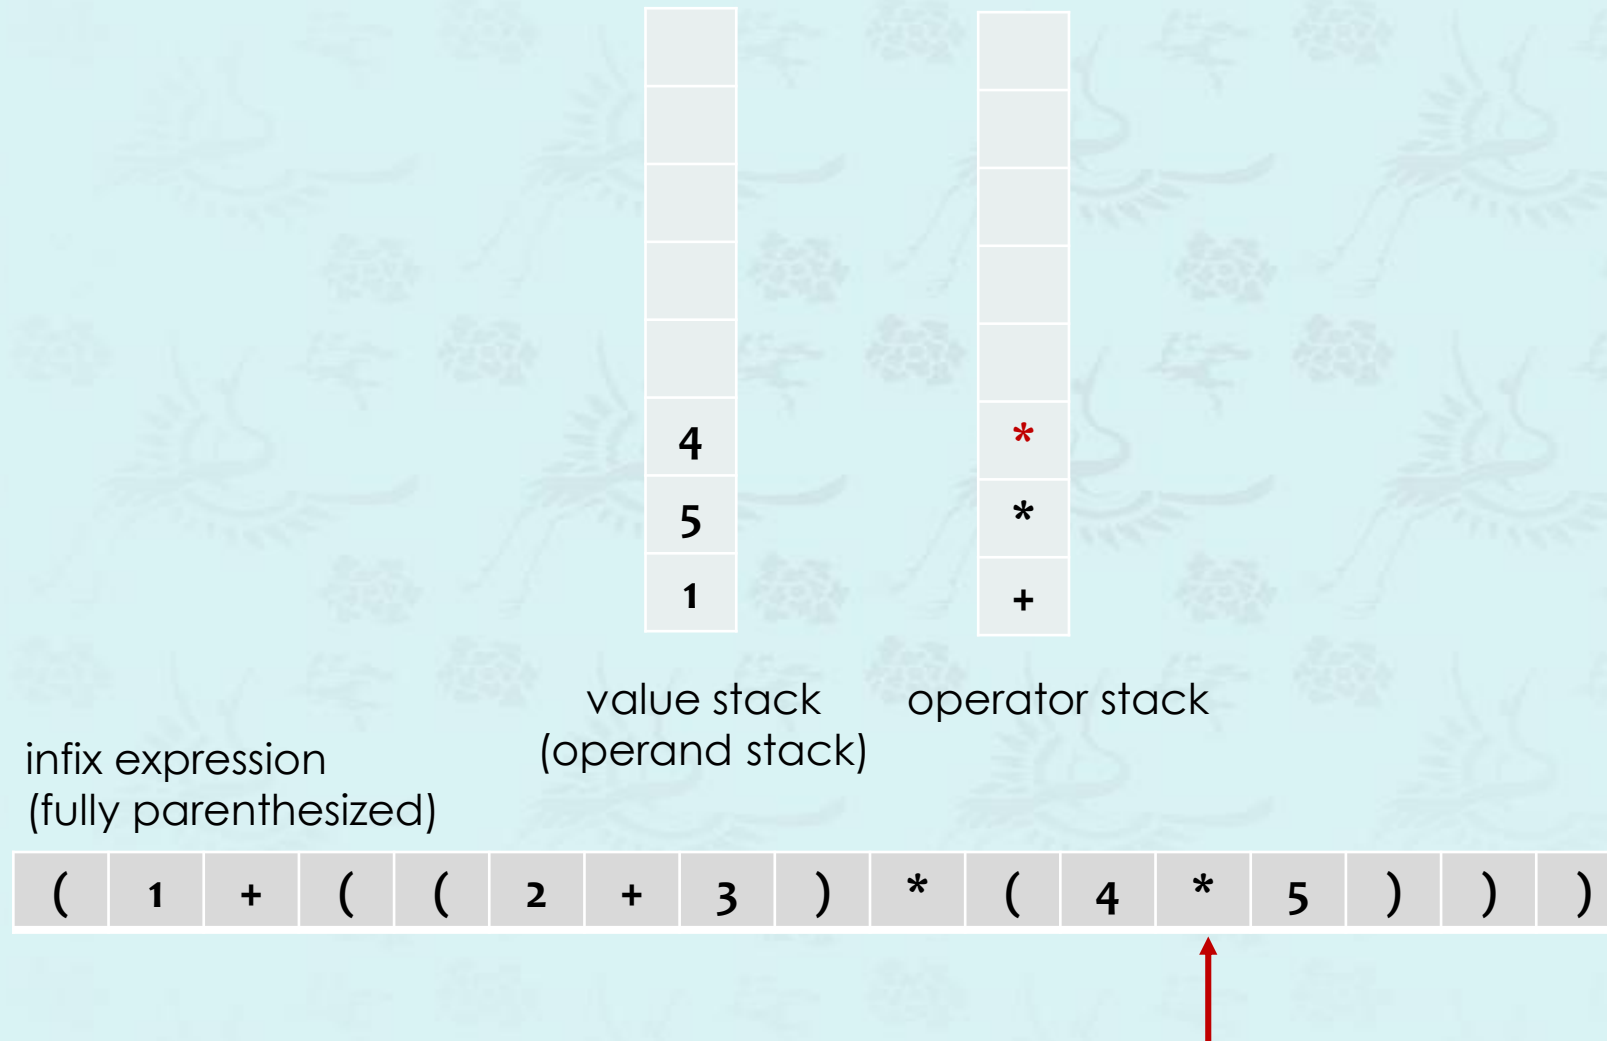 4 *
5 *
1 +
value stack
(operand stack)
operator stack
infix expression
(fully parenthesized)
( 1 + ( ( 2 + 3 ) * ( 4 * 5 ) ) )